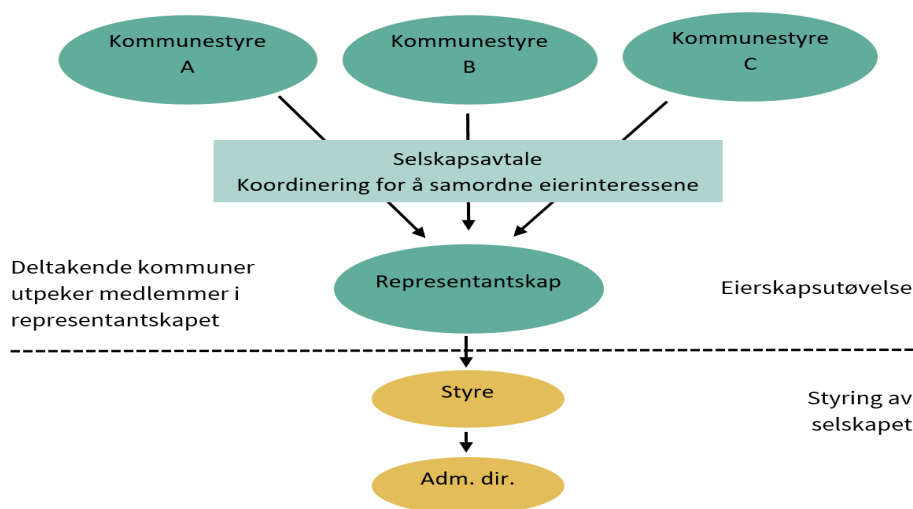 Kommunestyre
A
Kommunestyre
B
Kommunestyre
C
Selskapsavtale
Koordinering for å samordne eierinteressene
Deltakende kommuner
utpeker medlemmer i
representantskapet
Representantskap
Eierskapsutøvelse
Styre
Styring av
selskapet
Adm. dir.